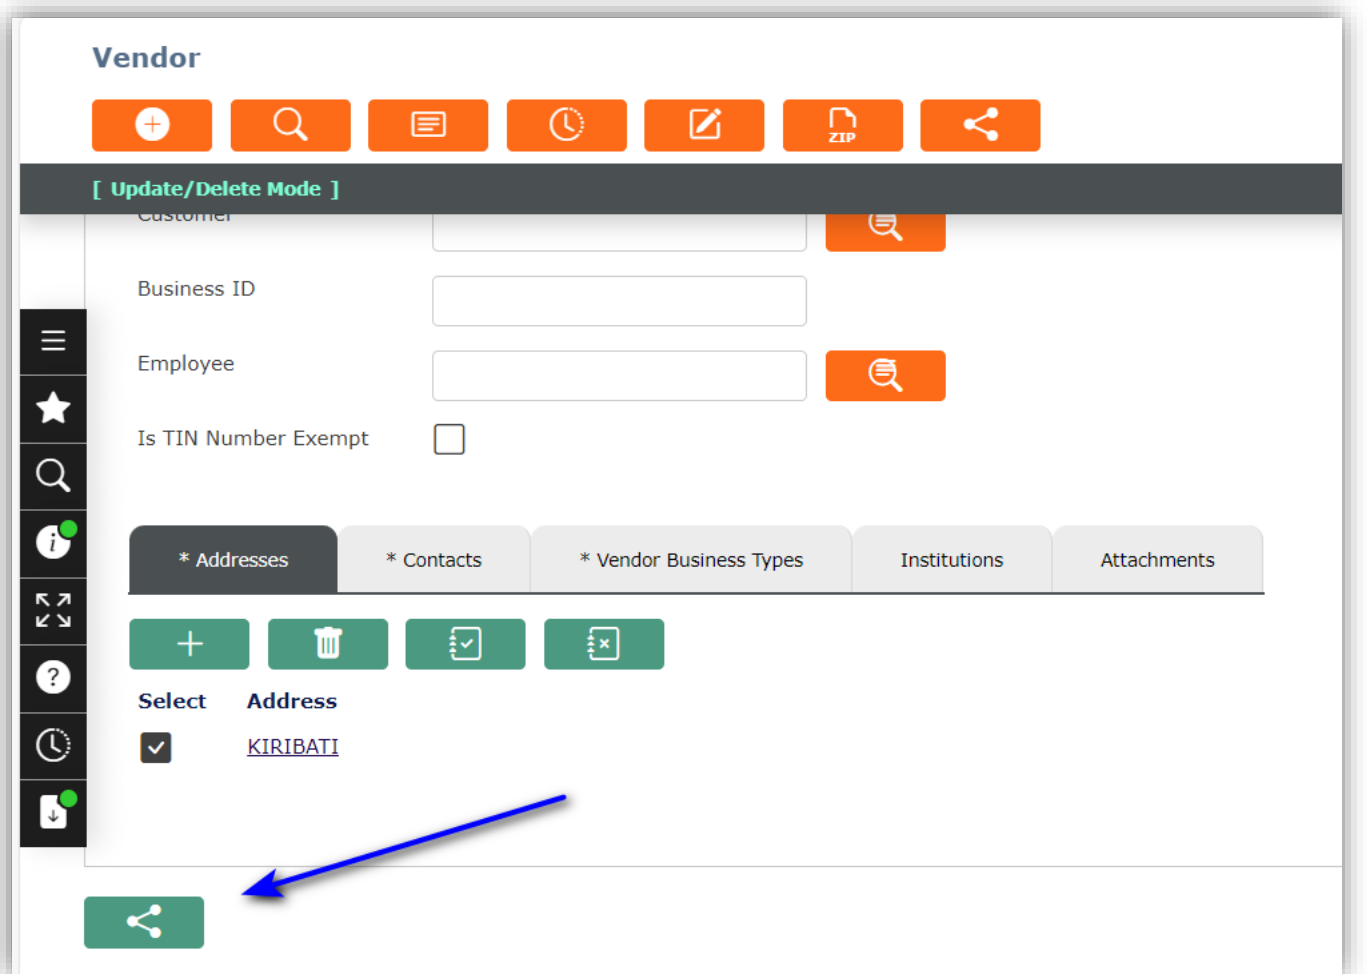 Vendor
ZIP
[ Update/Delete Mode ]
Customer
Business ID
Employee
Is TIN Number Exempt
* Addresses
* Contacts
* Vendor Business Types
Institutions
Attachments
Select Address
KIRIBATI